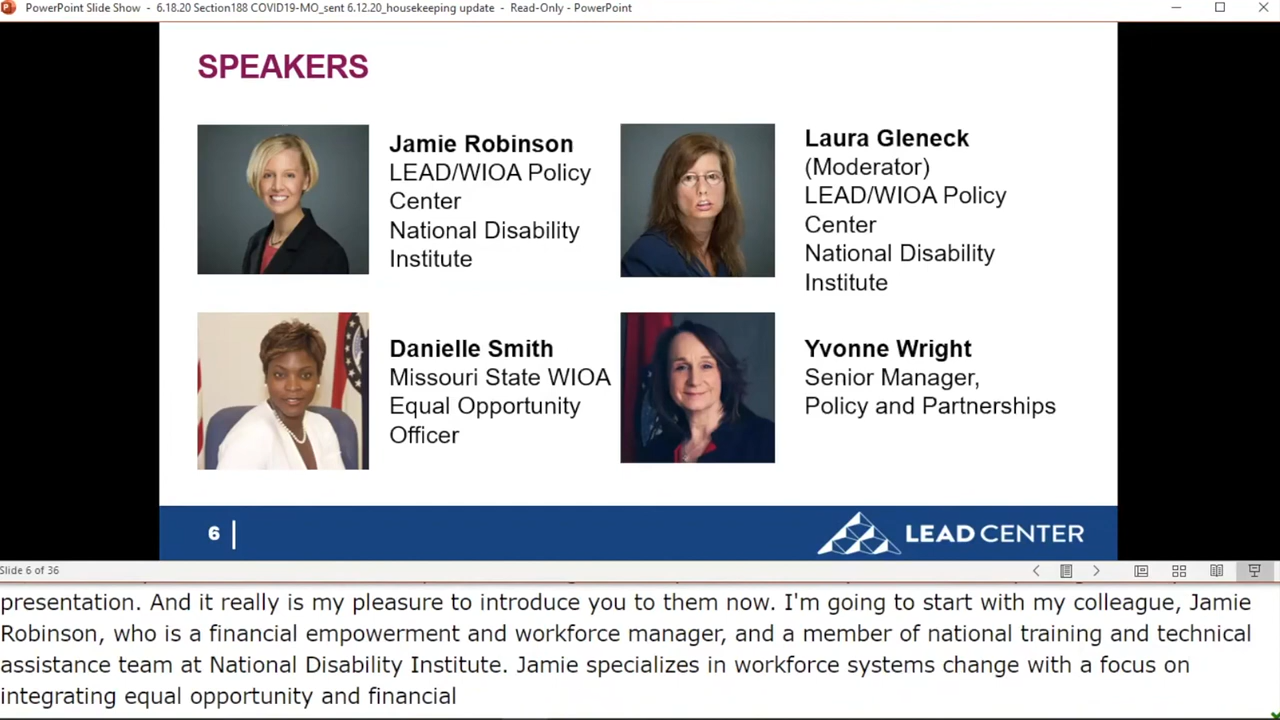 PowerPoint Slide Show - 6.18.20 Section188 COVID19-MO_sent 6.12.20_housekeeping update - Read-Only - PowerPoint
SPEAKERS
Jamie Robinson
LEAD/WIOA Policy
Center
National Disability
Institute
Laura Gleneck
(Moderator)
LEAD/WIOA Policy
Center
National Disability
Institute
Danielle Smith
Missouri State WIOA
Equal Opportunity
Officer
Yvonne Wright
Senior Manager,
Policy and Partnerships
6
LEAD CENTER
Slide 6 of 36
presentation. And it really is my pleasure to introduce you to them now. I'm going to start with my colleague, Jamie
Robinson, who is a financial empowerment and workforce manager, and a member of national training and technical
assistance team at National Disability Institute. Jamie specializes in workforce systems change with a focus on
integrating equal opportunity and financial